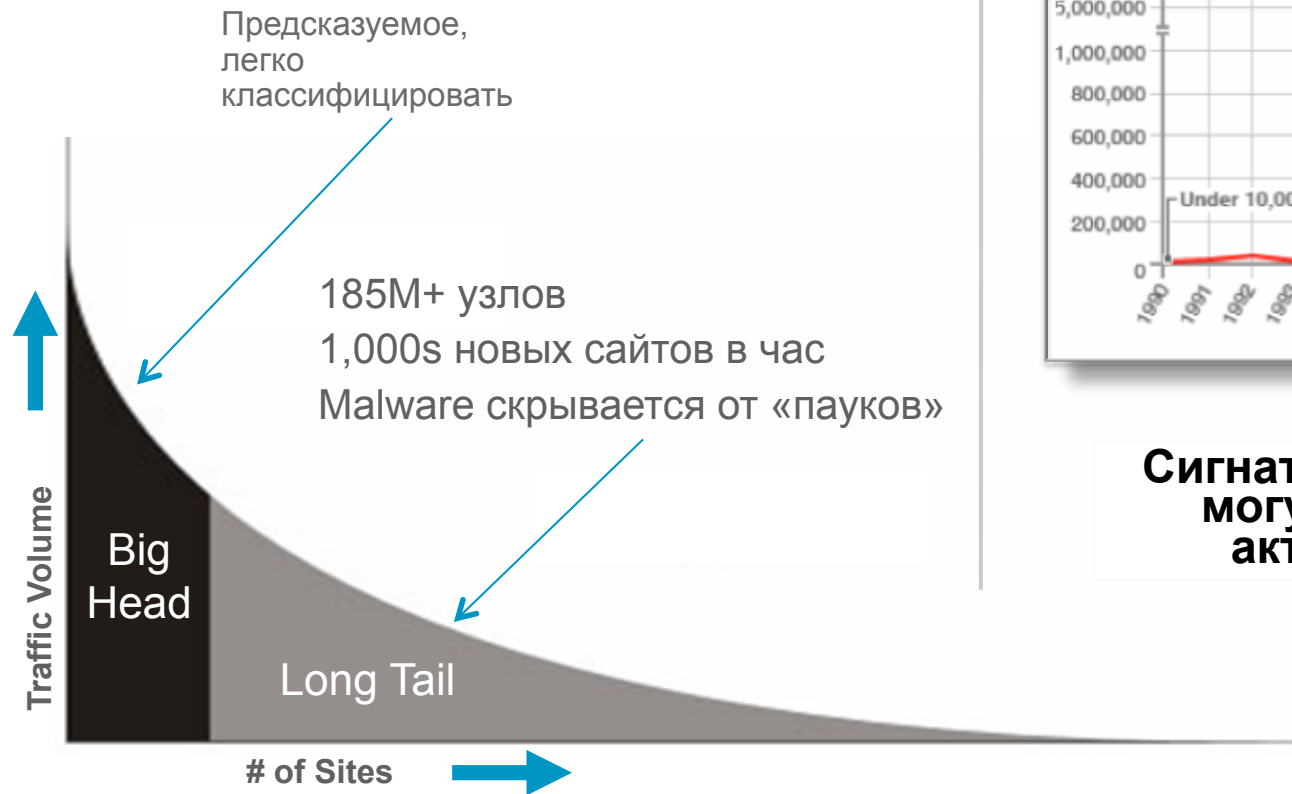 Предсказуемое,
легко
классифицировать
185M+ узлов
1,000s новых сайтов в час
Malware скрывается от «пауков»
Traffic Volume
Big
Head
Long Tail
# of Sites
5,000,000
1,000,000
800,000
600,000
400,000
200,000
0
Under
1990
1991
1992
1993